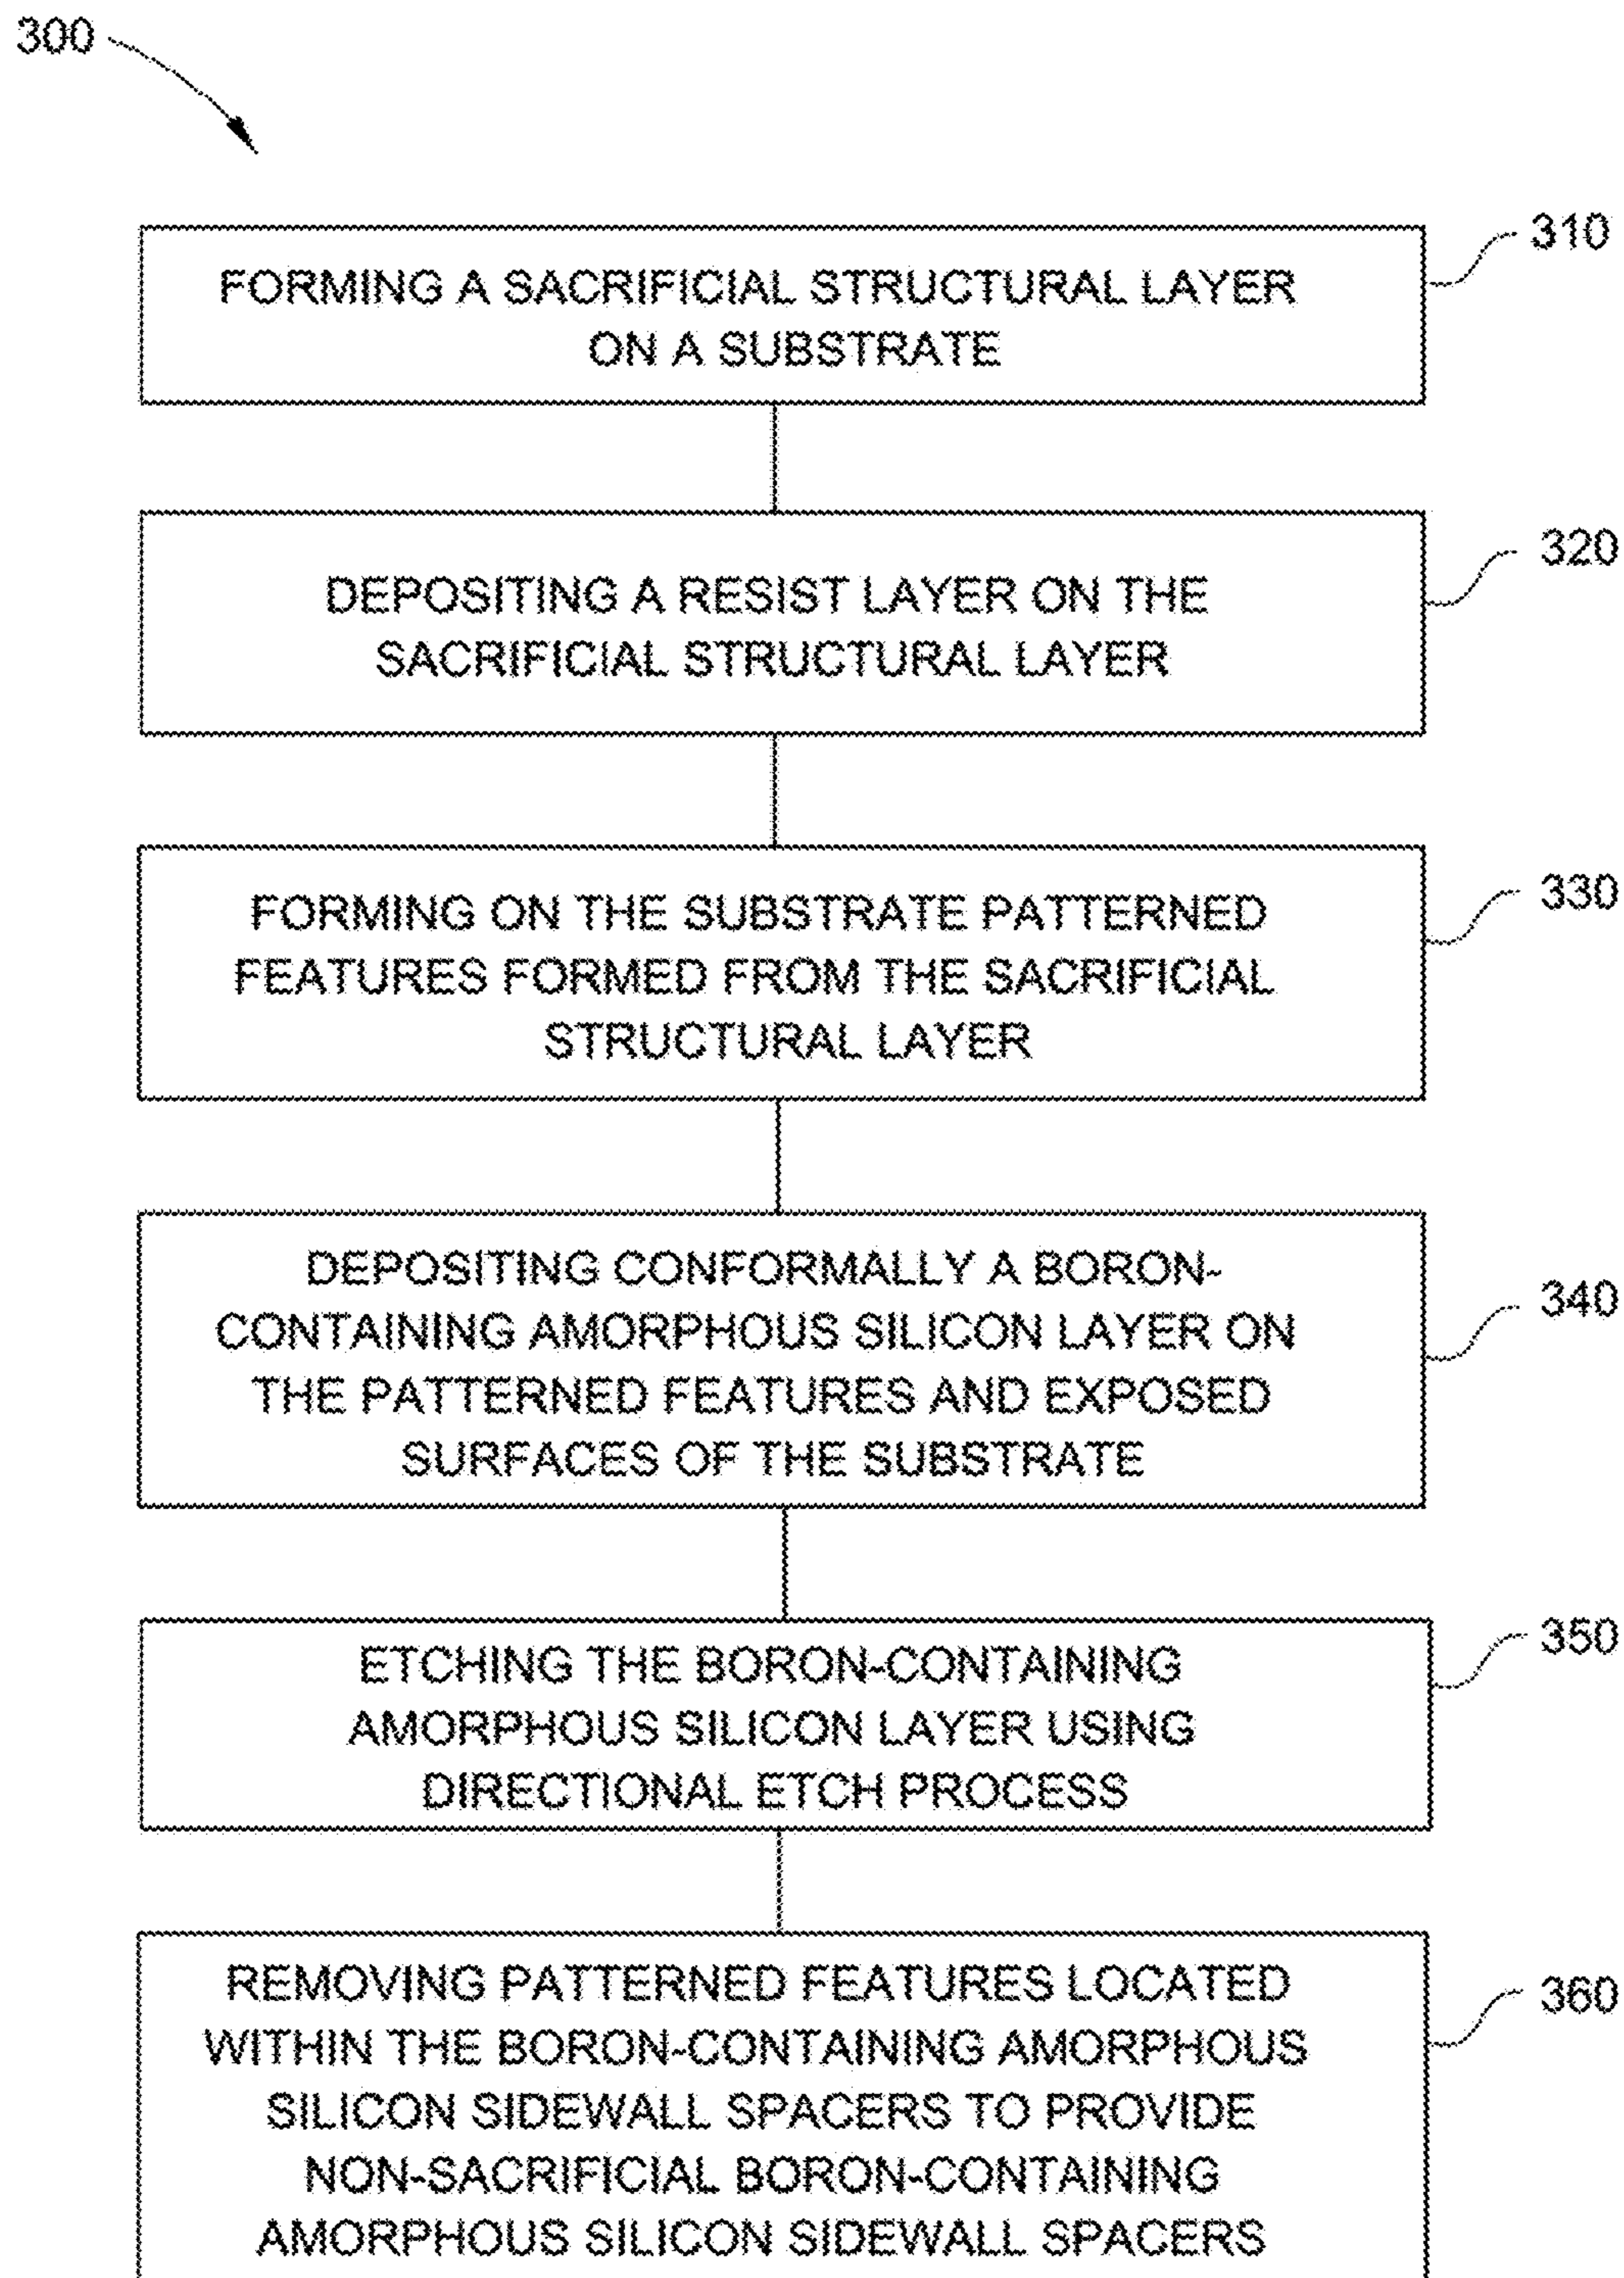 300
310
FORMING A SACRIFICIAL STRUCTURAL LAYER
ON A SUBSTRATE
320
DEPOSITING A RESIST LAYER ON THE
SACRIFICIAL STRUCTURAL LAYER
330
FORMING ON THE SUBSTRATE PATTERNED
FEATURES FORMED FROM THE SACRIFICIAL
STRUCTURAL LAYER
340
DEPOSITING CONFORMALLY A BORON-
CONTAINING AMORPHOUS SILICON LAYER ON
THE PATTERNED FEATURES AND EXPOSED
SURFACES OF THE SUBSTRATE
350
ETCHING THE BORON-CONTAINING
AMORPHOUS SILICON LAYER USING
DIRECTIONAL ETCH PROCESS
360
REMOVING PATTERNED FEATURES LOCATED
WITHIN THE BORON-CONTAINING AMORPHOUS
SILICON SIDEWALL SPACERS TO PROVIDE
NON-SACRIFICIAL BORON-CONTAINING
AMORPHOUS SILICON SIDEWALL SPACERS